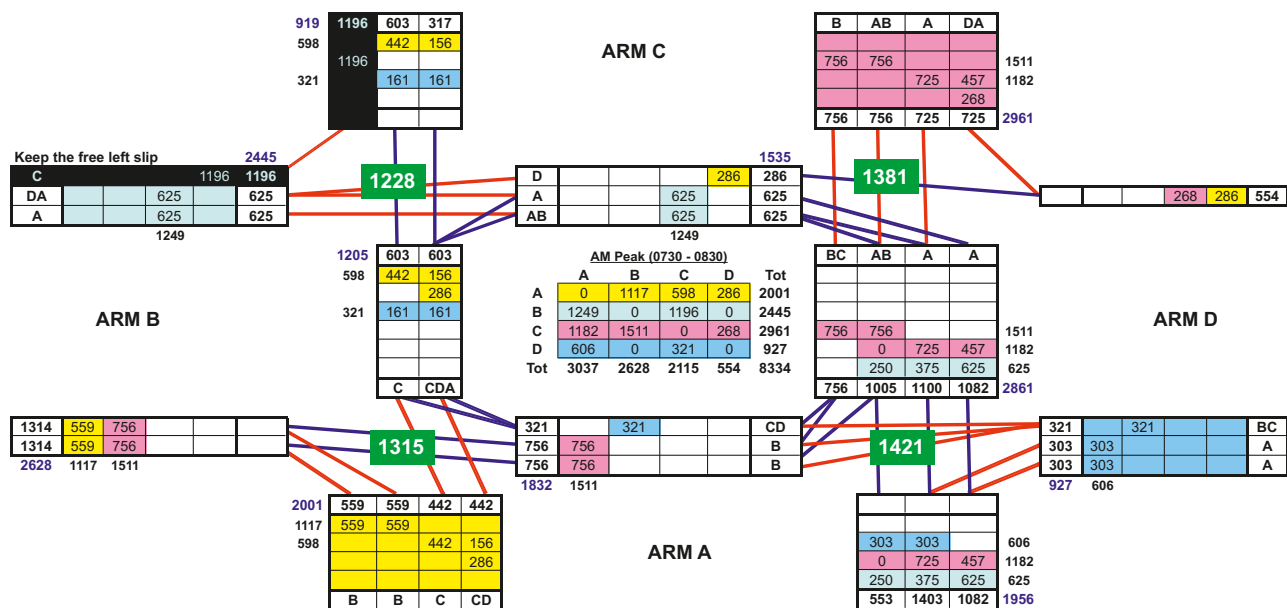 919 1196 603 317
598 442 156
1196
321 161 161
ARM C
B AB A DA
756 756 1511
725 457 1182
268
756 756 725 725 2961
Keep the free left slip 2445
C 1196 1196
DA 625 625
A 625 625
1249
1228
1535
D 286 286
A 625 625
AB 625 625
1249
1381
268 286 554
1205 603 603
598 442 156
286
321 161 161
C CDA
ARM B
AM Peak (0730 - 0830)
A B C D Tot
A 0 1117 598 286 2001
B 1249 0 1196 0 2445
C 1182 1511 0 268 2961
D 606 0 321 0 927
Tot 3037 2628 2115 554 8334
BC AB A A
756 756 1511
0 725 457 1182
250 375 625 625
756 1005 1100 1082 2861
ARM D
1314 559 756
1314 559 756
2628 1117 1511
1315
321 321 CD
756 756 B
756 756 B
1832 1511
1421
321 321 BC
303 303 A
303 303 A
927 606
2001 559 559 442 442
1117 559 559
598 442 156
286
B B C CD
ARM A
303 303 606
0 725 457 1182
250 375 625 625
553 1403 1082 1956